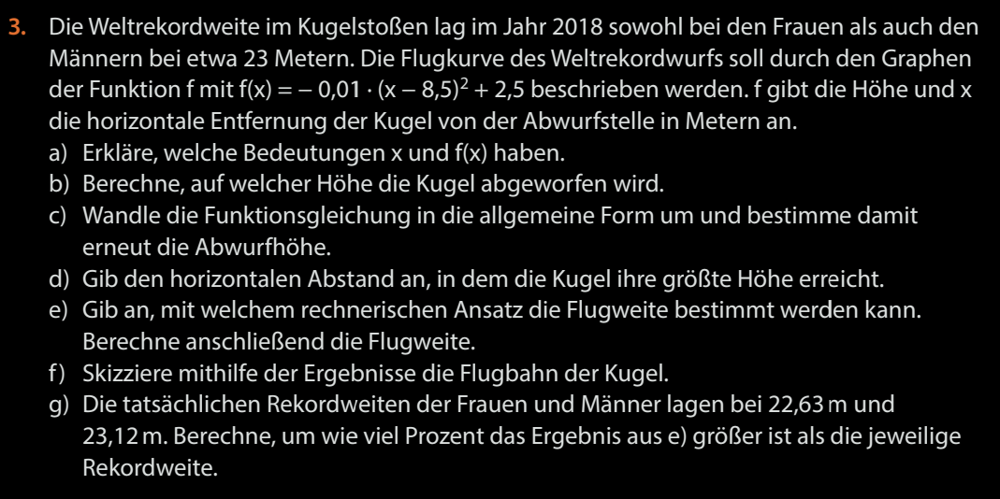 3. Die Weltrekordweite im Kugelstoßen lag im Jahr 2018 sowohl bei den Frauen als auch den
Männern bei etwa 23 Metern. Die Flugkurve des Weltrekordwurfs soll durch den Graphen
der Funktion f mit f(x) = – 0,01 · (x – 8,5)² + 2,5 beschrieben werden. f gibt die Höhe und x
die horizontale Entfernung der Kugel von der Abwurfstelle in Metern an.
a) Erkläre, welche Bedeutungen x und f(x) haben.
b) Berechne, auf welcher Höhe die Kugel abgeworfen wird.
c) Wandle die Funktionsgleichung in die allgemeine Form um und bestimme damit
erneut die Abwurfhöhe.
d) Gib den horizontalen Abstand an, in dem die Kugel ihre größte Höhe erreicht.
e) Gib an, mit welchem rechnerischen Ansatz die Flugweite bestimmt werden kann.
Berechne anschließend die Flugweite.
f) Skizziere mithilfe der Ergebnisse die Flugbahn der Kugel.
g) Die tatsächlichen Rekordweiten der Frauen und Männer lagen bei 22,63 m und
23,12 m. Berechne, um wie viel Prozent das Ergebnis aus e) größer ist als die jeweilige
Rekordweite.